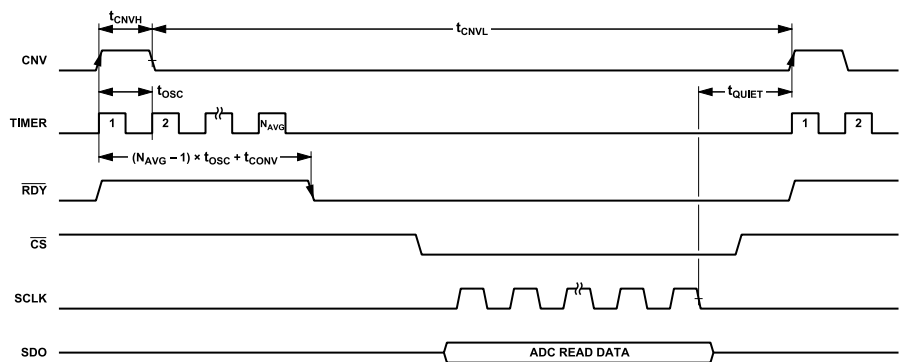 tCNVH
tCNVL
CNV
tOSC
tQUIET
TIMER
1
2
NAVG
1
2
(NAVG – 1) × tOSC + tCONV
RDY
CS
SCLK
SDO
ADC READ DATA